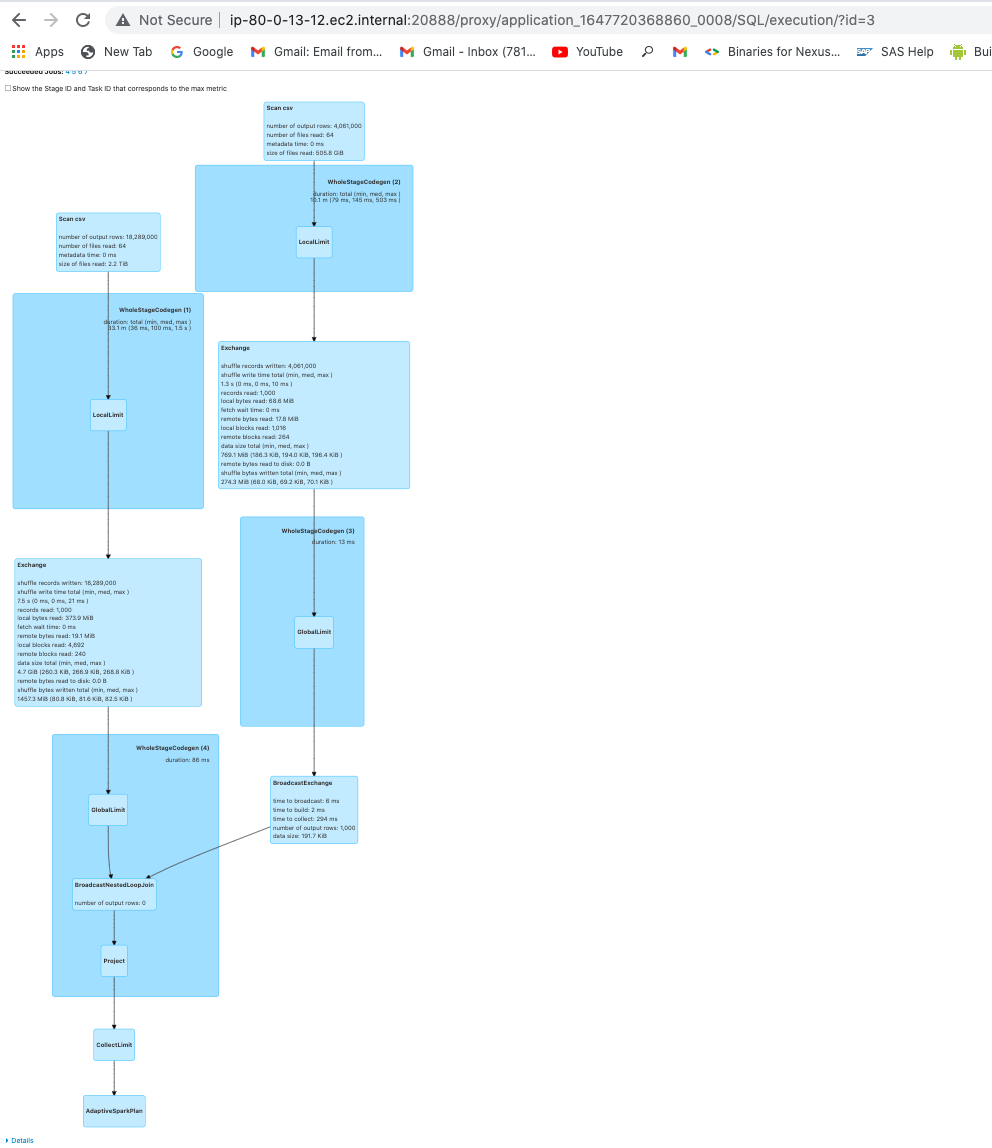 Not Secure
ip-80-0-13-12.ec2.internal:20888/proxy/application_1647720368860_0008/SQL/execution/?id=3
Apps
New Tab
Google
Gmail: Email from...
Gmail - Inbox (781...
YouTube
Binaries for Nexus...
SAP
SAS Help
Bui
Succeeded Jobs: 4 5 6 7
Show the Stage ID and Task ID that corresponds to the max metric
Scan csv
number of output rows: 4,061,000
number of files read: 64
metadata time: 0 ms
size of files read: 505.8 GiB
WholeStageCodegen (2)
duration: total (min, med, max )
10.1 m (79 ms, 145 ms, 503 ms )
LocalLimit
Scan csv
number of output rows: 18,289,000
number of files read: 64
metadata time: 0 ms
size of files read: 2.2 TiB
WholeStageCodegen (1)
duration: total (min, med, max )
33.1 m (36 ms, 100 ms, 1.5 s )
LocalLimit
Exchange
shuffle records written: 4,061,000
shuffle write time total (min, med, max )
1.3 s (0 ms, 0 ms, 10 ms )
records read: 1,000
local bytes read: 68.6 MiB
fetch wait time: 0 ms
remote bytes read: 17.8 MiB
local blocks read: 1,016
remote blocks read: 264
data size total (min, med, max )
769.1 MiB (186.3 KiB, 194.0 KiB, 196.4 KiB )
remote bytes read to disk: 0.0 B
shuffle bytes written total (min, med, max )
274.3 MiB (68.0 KiB, 69.2 KiB, 70.1 KiB )
WholeStageCodegen (3)
duration: 13 ms
GlobalLimit
Exchange
shuffle records written: 18,289,000
shuffle write time total (min, med, max )
7.5 s (0 ms, 0 ms, 21 ms )
records read: 1,000
local bytes read: 373.9 MiB
fetch wait time: 0 ms
remote bytes read: 19.1 MiB
local blocks read: 4,692
remote blocks read: 240
data size total (min, med, max )
4.7 GiB (260.3 KiB, 266.9 KiB, 268.8 KiB )
remote bytes read to disk: 0.0 B
shuffle bytes written total (min, med, max )
1457.3 MiB (80.8 KiB, 81.6 KiB, 82.5 KiB )
WholeStageCodegen (4)
duration: 86 ms
GlobalLimit
BroadcastExchange
time to broadcast: 6 ms
time to build: 2 ms
time to collect: 294 ms
number of output rows: 1,000
data size: 191.7 KiB
BroadcastNestedLoopJoin
number of output rows: 0
Project
CollectLimit
AdaptiveSparkPlan
Details